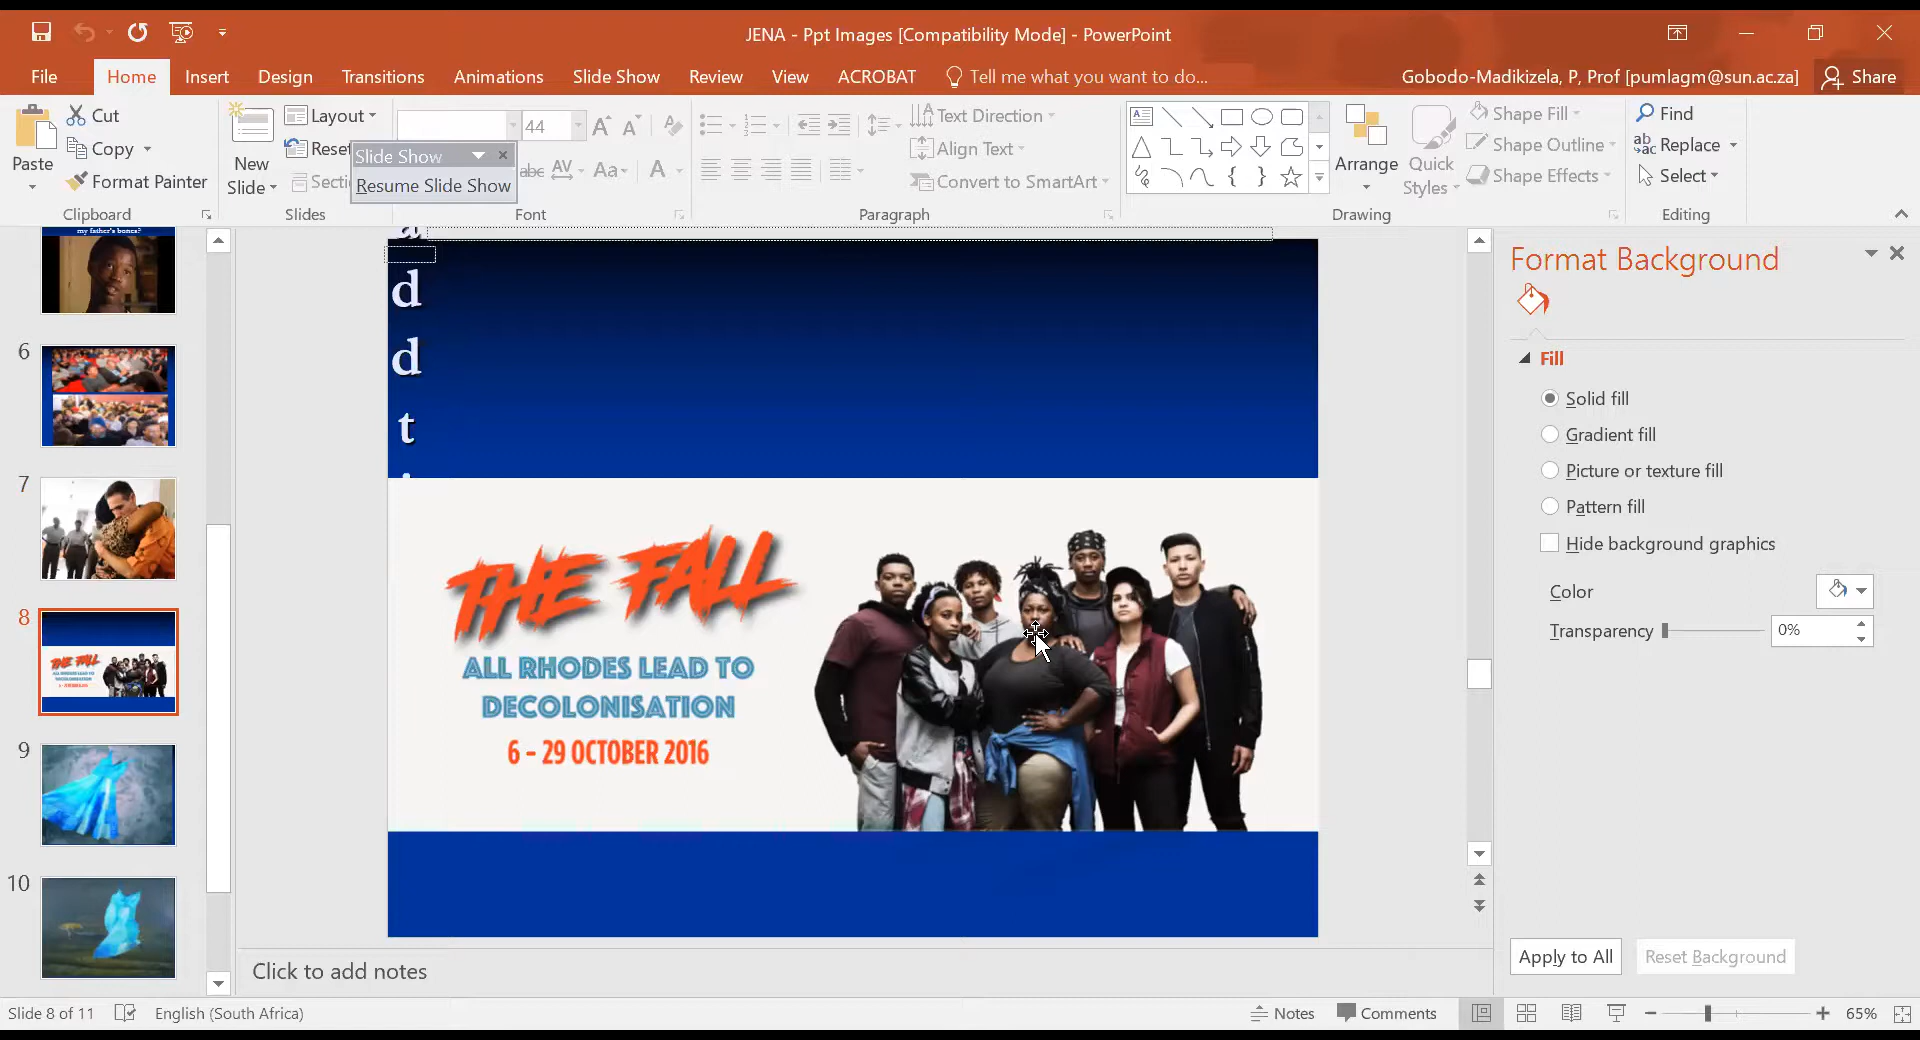 JENA - Ppt Images [Compatibility Mode] - PowerPoint
File Home Insert Design Transitions Animations Slide Show Review View ACROBAT Tell me what you want to do... Gobodo-Madikizela, P, Prof [pumlagm@sun.ac.za] Share
Paste
Cut
Copy
Format Painter
Clipboard
New
Slide
Layout
Reset
Slides
Slide Show
Resume Slide Show
44
abc
AV
Aa
A
Font
Text Direction
Align Text
Convert to SmartArt
Paragraph
Arrange
Quick
Styles
Shape Fill
Shape Outline
Shape Effects
Drawing
Find
Replace
Select
Editing
my father's bones?
6
7
8
9
10
d
d
t
THE FALL
ALL RHODES LEAD TO
DECOLONISATION
6 - 29 OCTOBER 2016
Format Background
Fill
Solid fill
Gradient fill
Picture or texture fill
Pattern fill
Hide background graphics
Color
Transparency 0%
Apply to All Reset Background
Click to add notes
Slide 8 of 11 English (South Africa) Notes Comments 65%